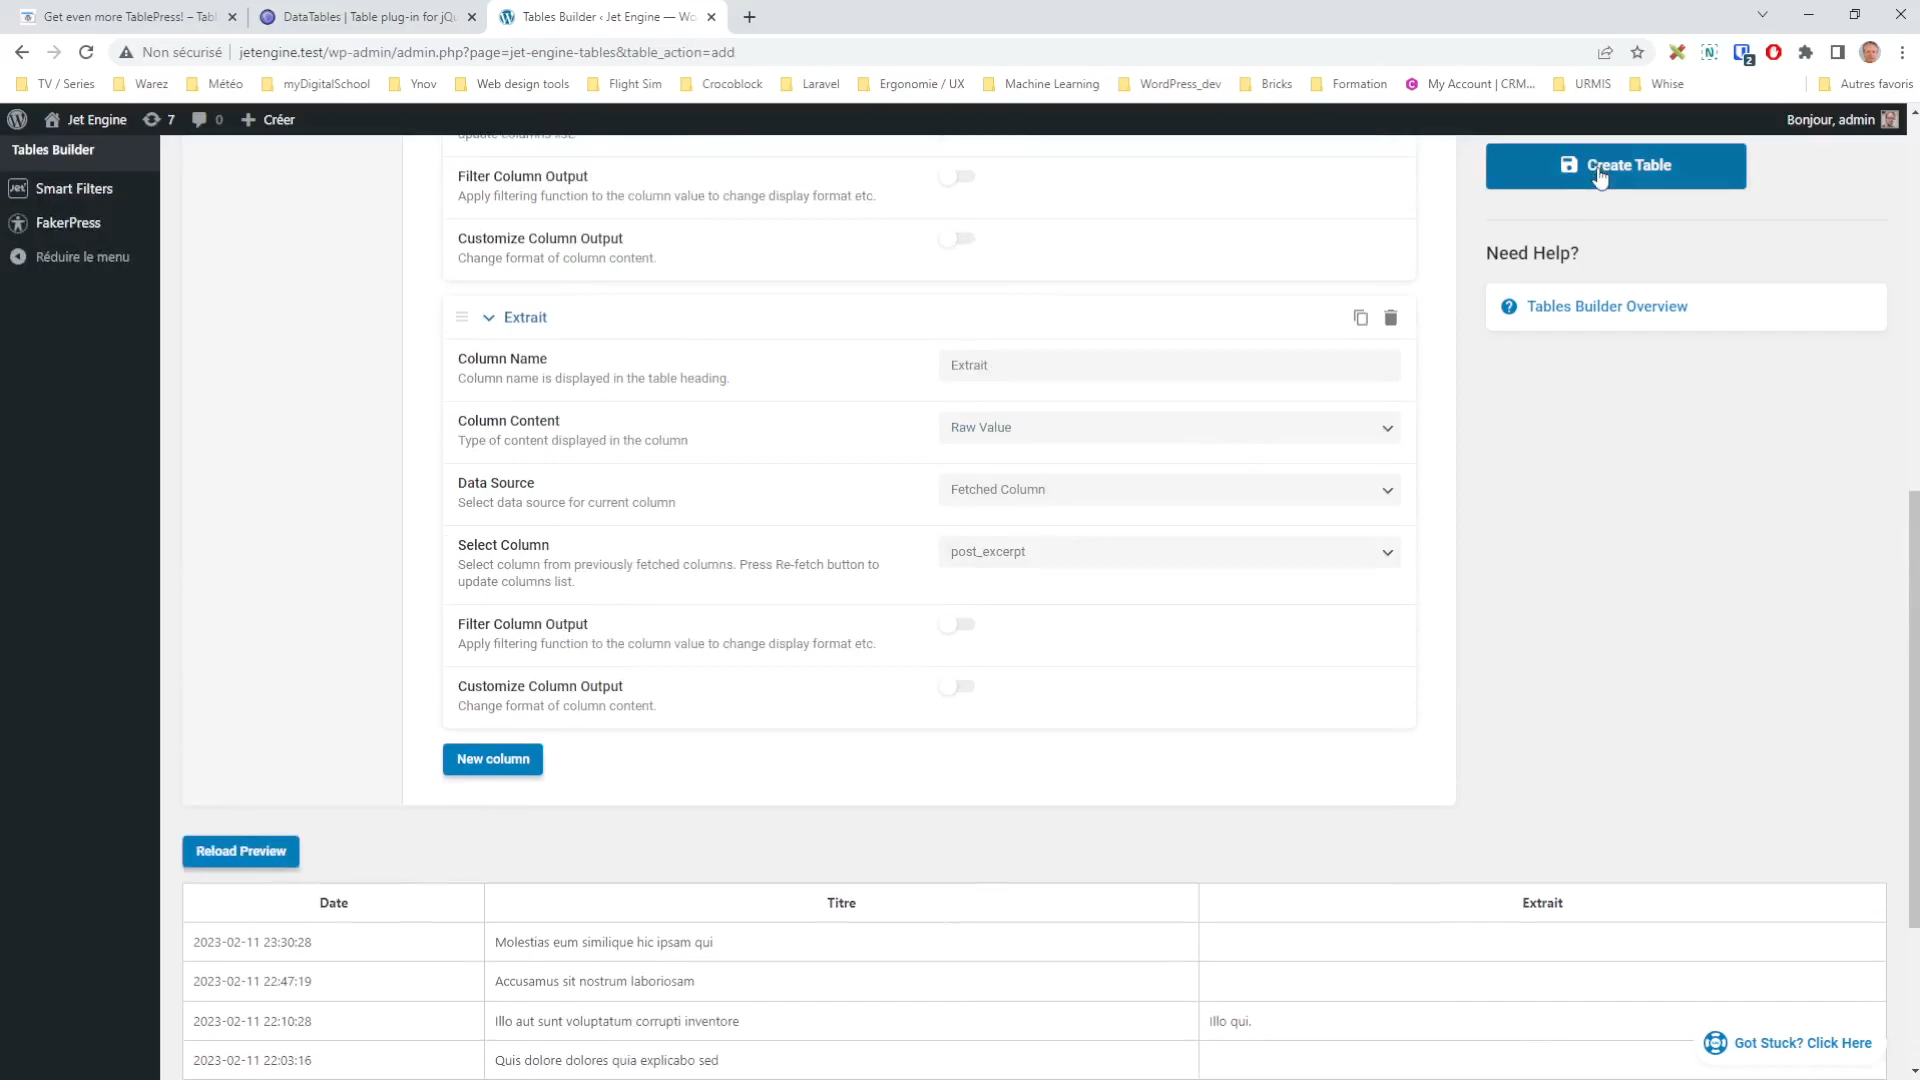 Get even more TablePress! – Tabl
DataTables | Table plug-in for jQu
Tables Builder ‹ Jet Engine — Wo
Non sécurisé
jetengine.test/wp-admin/admin.php?page=jet-engine-tables&table_action=add
2
TV / Series
Warez
Météo
myDigitalSchool
Ynov
Web design tools
Flight Sim
Crocoblock
Laravel
Ergonomie / UX
Machine Learning
WordPress_dev
Bricks
Formation
My Account | CRM...
URMIS
Whise
Autres favoris
Jet Engine
7
0
Créer
Bonjour, admin
Tables Builder
Jet
Smart Filters
FakerPress
Réduire le menu
update columns list.
Filter Column Output
Apply filtering function to the column value to change display format etc.
Customize Column Output
Change format of column content.
Extrait
Column Name
Column name is displayed in the table heading.
Extrait
Column Content
Type of content displayed in the column
Raw Value
Data Source
Select data source for current column
Fetched Column
Select Column
Select column from previously fetched columns. Press Re-fetch button to
update columns list.
post_excerpt
Filter Column Output
Apply filtering function to the column value to change display format etc.
Customize Column Output
Change format of column content.
New column
Create Table
Need Help?
Tables Builder Overview
Reload Preview
Date Titre Extrait
2023-02-11 23:30:28 Molestias eum similique hic ipsam qui
2023-02-11 22:47:19 Accusamus sit nostrum laboriosam
2023-02-11 22:10:28 Illo aut sunt voluptatum corrupti inventore Illo qui.
2023-02-11 22:03:16 Quis dolore dolores quia explicabo sed
Got Stuck? Click Here